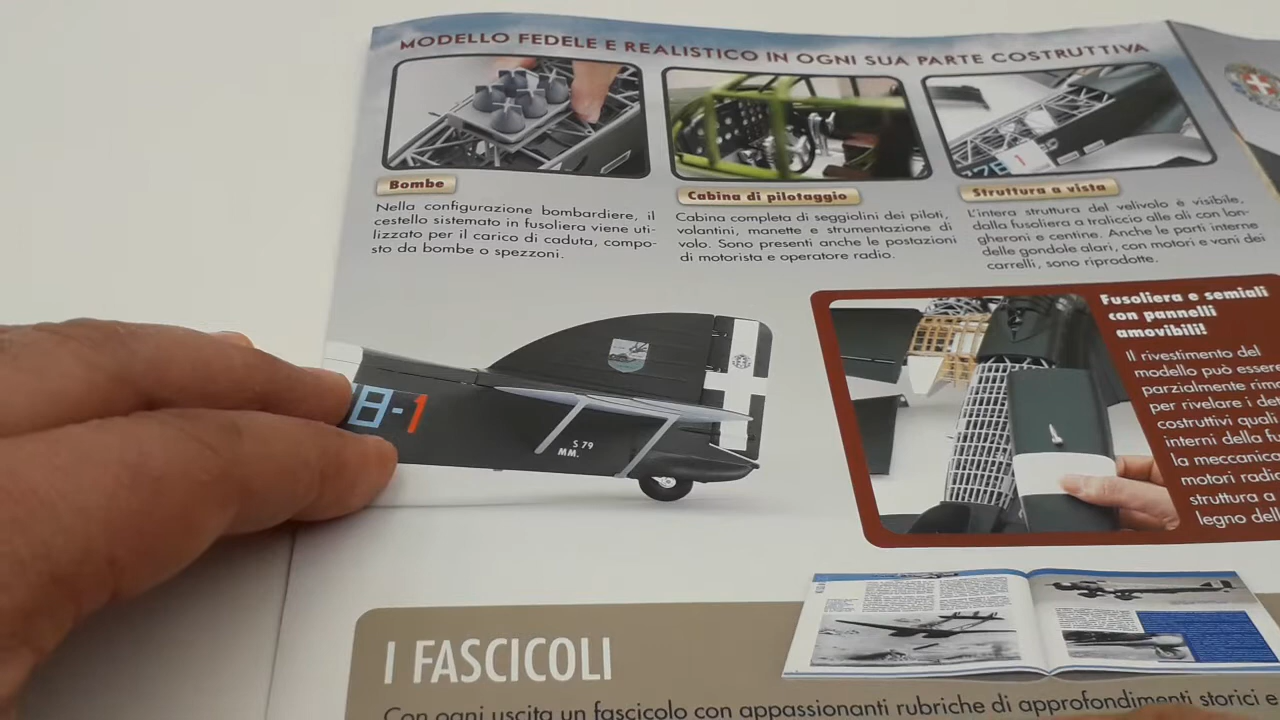 MODELLO FEDELE E REALISTICO IN OGNI SUA PARTE COSTRUTTIVA
Bombe
Nella configurazione bombardiere, il
cestello sistemato in fusoliera viene uti-
lizzato per il carico di caduta, compo-
sto da bombe o spezzoni.
Cabina di pilotaggio
Cabina completa di seggiolini dei piloti,
volantini, manette e strumentazione di
volo. Sono presenti anche le postazioni
di motorista e operatore radio.
Struttura a vista
L'intera struttura del velivolo è visibile,
dalla fusoliera a traliccio alle ali con lon-
gheroni e centine. Anche le parti interne
delle gondole alari, con motori e vani dei
carrelli, sono riprodotte.
Fusoliera e semiali
con pannelli
amovibili!
Il rivestimento del
modello può essere
parzialmente rim
per rivelare i det
costruttivi quali
interni della fu
la meccanica
motori radia
struttura a
legno dell
8-1
S 79
MM.
I FASCICOLI
Con ogni uscita un fascicolo con appassionanti rubriche di approfondimenti storici e